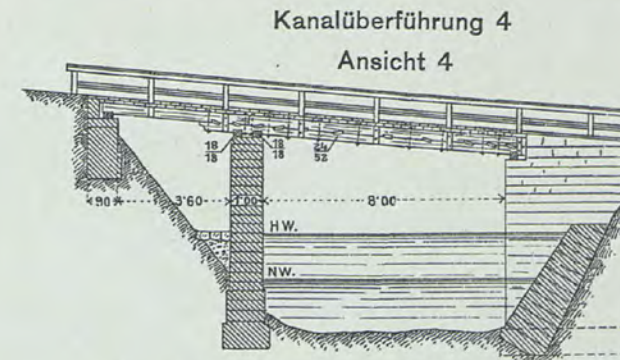 Kanalüberführung 4
Ansicht 4
18/18 18/18 24/52
·90 3·60 1·00 8·00
HW.
NW.